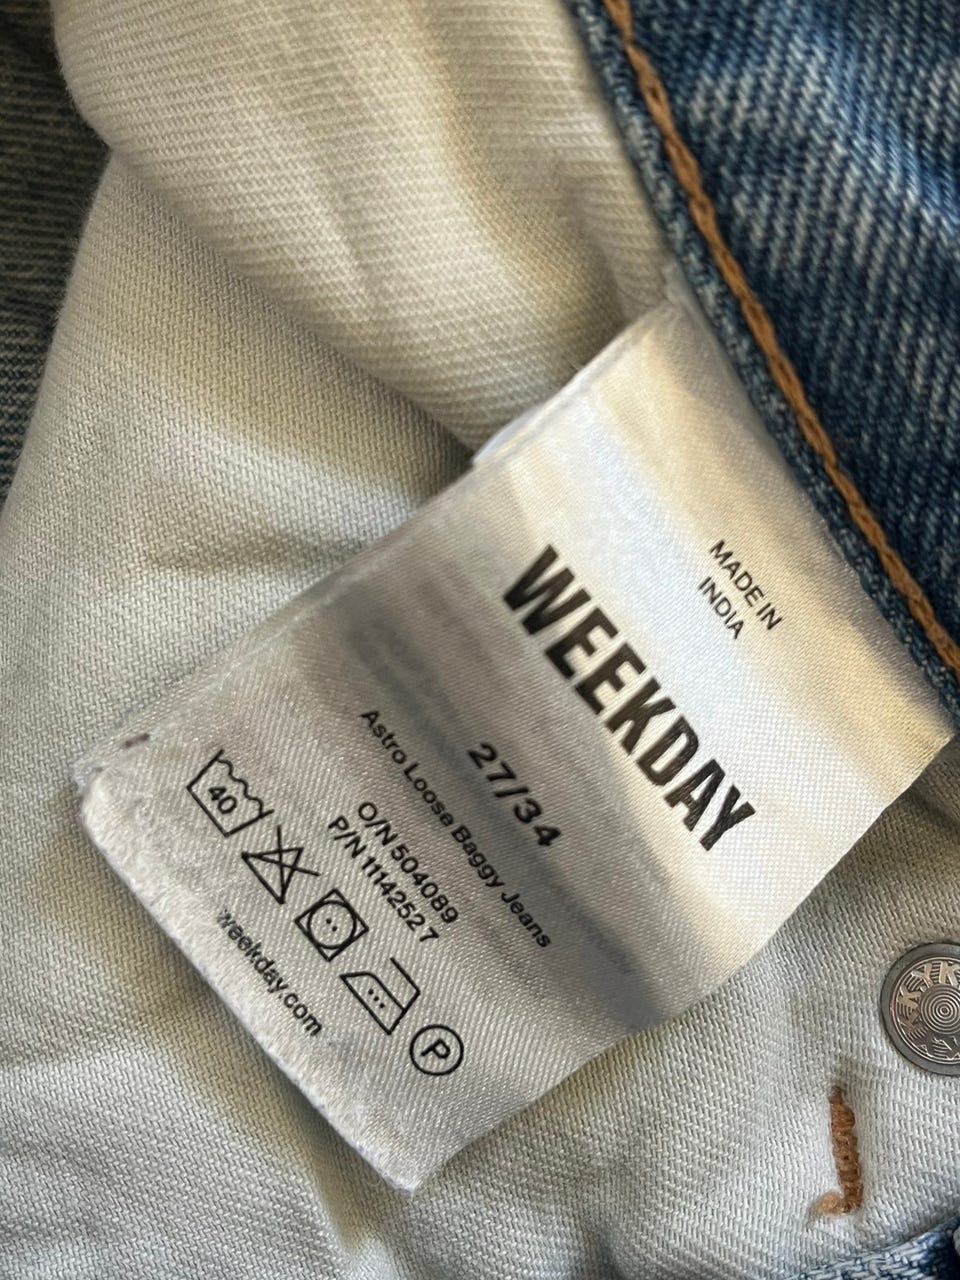 MADE IN
INDIA
WEEKDAY
27/34
Astro Loose Baggy Jeans
O/N 504089
P/N 11142527
40
P
weekday.com